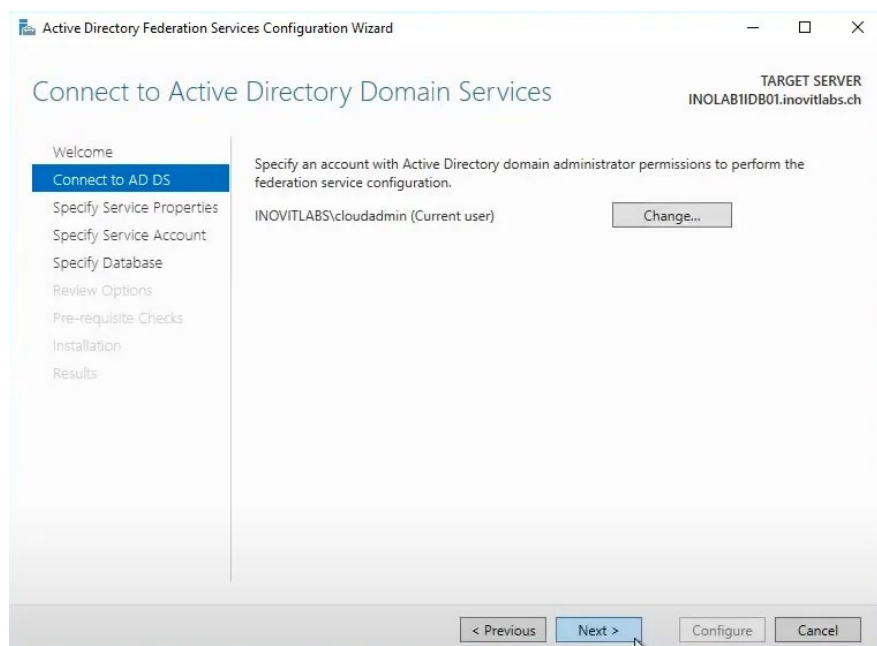 Active Directory Federation Services Configuration Wizard
Connect to Active Directory Domain Services
TARGET SERVER
INOLAB1IDB01.inovitlabs.ch
Welcome
Connect to AD DS
Specify Service Properties
Specify Service Account
Specify Database
Review Options
Pre-requisite Checks
Installation
Results
Specify an account with Active Directory domain administrator permissions to perform the
federation service configuration.
INOVITLABS\cloudadmin (Current user)
Change...
< Previous
Next >
Configure
Cancel